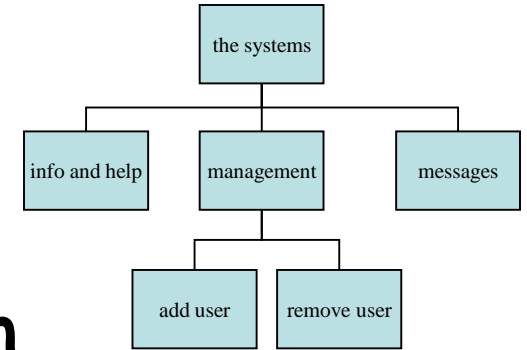 the systems
info and help
management
messages
add user
remove user